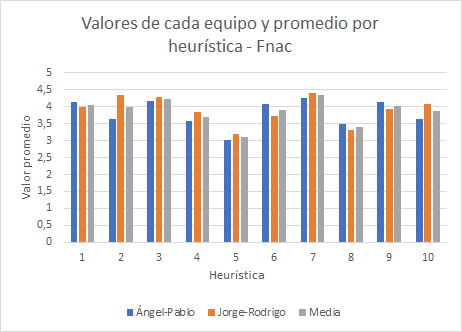 Valores de cada equipo y promedio por
heurística - Fnac
Valor promedio
5
4,5
4
3,5
3
2,5
2
1,5
1
0,5
0
1 2 3 4 5 6 7 8 9 10
Heurística
Ángel-Pablo Jorge-Rodrigo Media